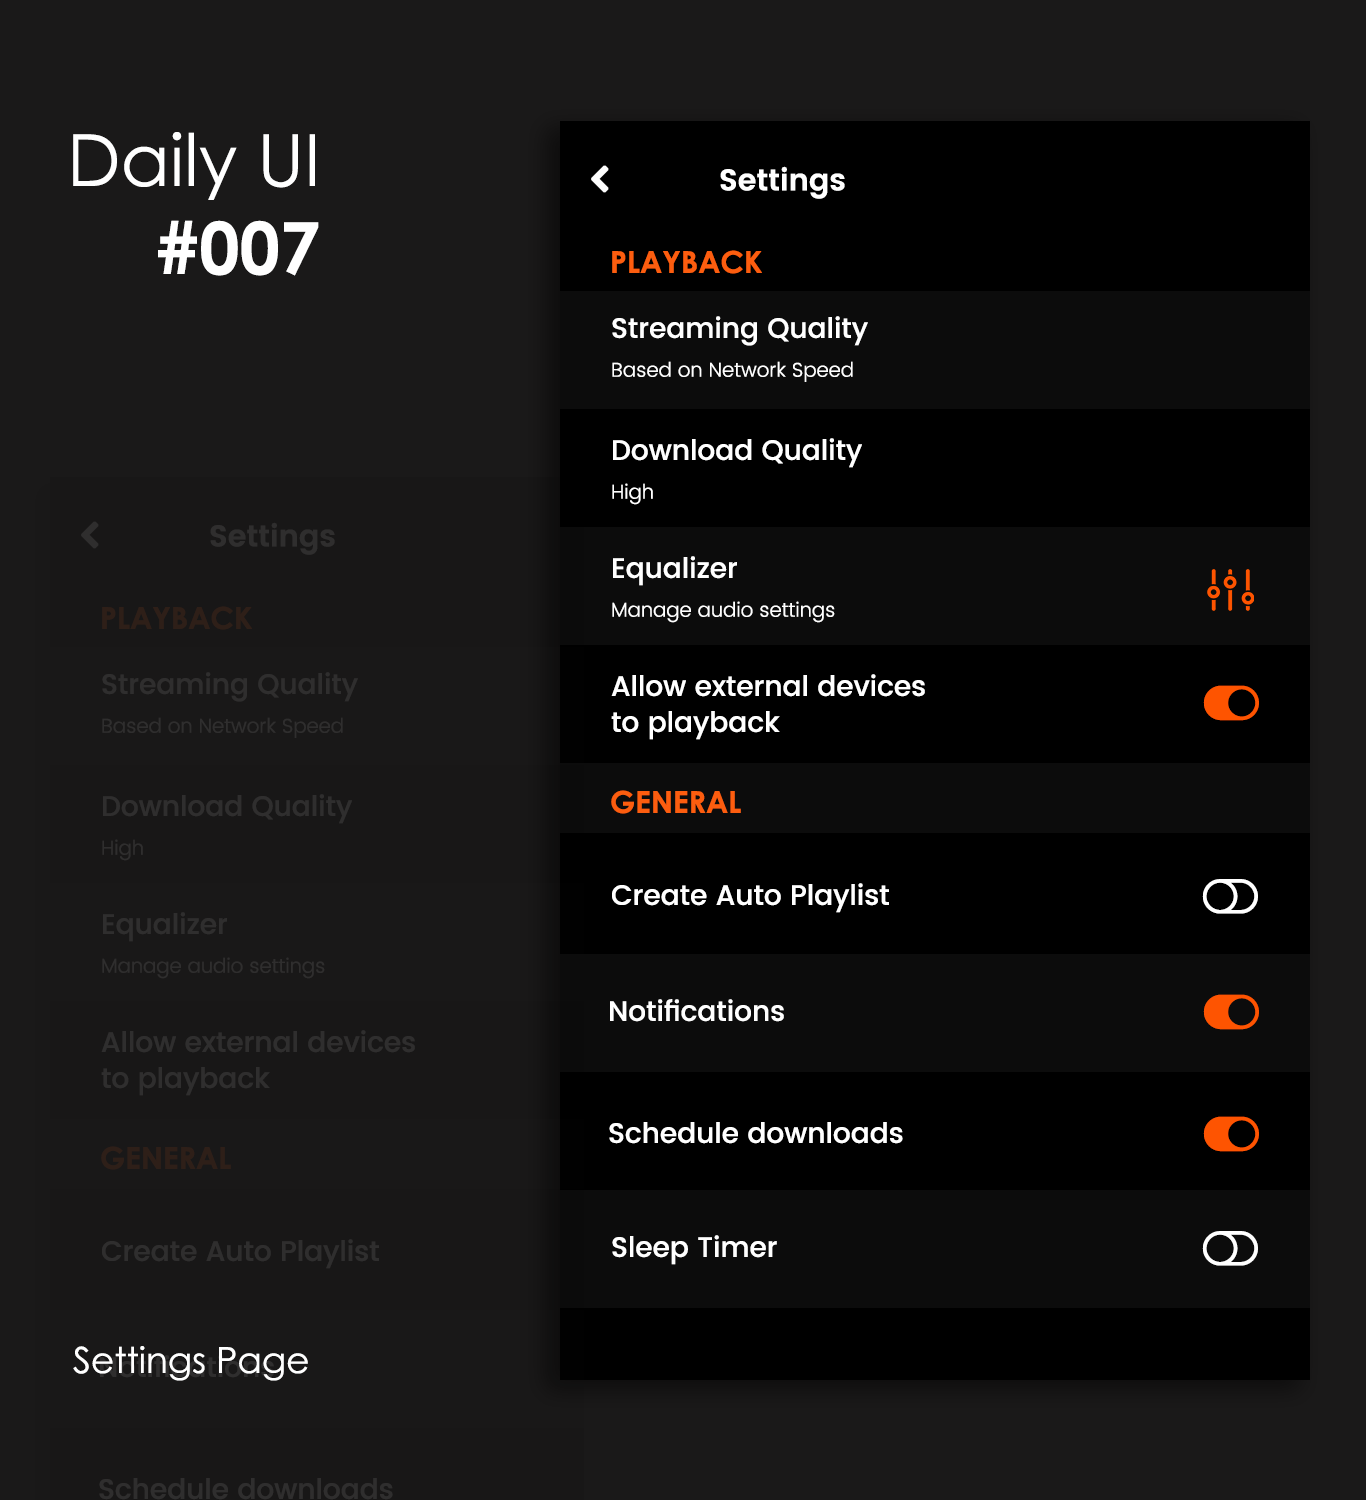 Daily UI
#007
Settings
PLAYBACK
Streaming Quality
Based on Network Speed
Download Quality
High
Equalizer
Manage audio settings
Allow external devices
to playback
GENERAL
Create Auto Playlist
Notifications
Schedule downloads
Sleep Timer
Settings
PLAYBACK
Streaming Quality
Based on Network Speed
Download Quality
High
Equalizer
Manage audio settings
Allow external devices
to playback
GENERAL
Create Auto Playlist
Notifications
Schedule downloads
Settings Page